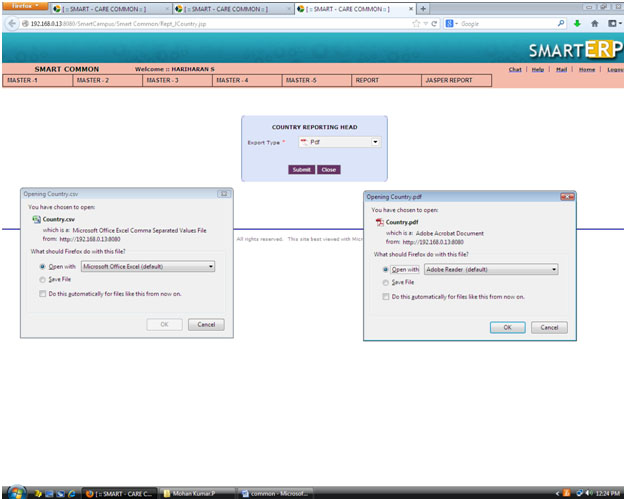 Firefox
[ :: SMART - CARE COMMON :: ]
[ :: SMART - CARE COMMON :: ]
[ :: SMART - CARE COMMON :: ]
192.168.0.13:8080/SmartCampus/Smart Common/Rept_JCountry.jsp
Google
SMARTERP
SMART COMMON Welcome :: HARIHARAN S
Chat | Help | Mail | Home | Logou
MASTER -1 MASTER - 2 MASTER - 3 MASTER - 4 MASTER -5 REPORT JASPER REPORT
COUNTRY REPORTING HEAD
Export Type * Pdf
Submit Close
Opening Country.csv
You have chosen to open:
Country.csv
which is a: Microsoft Office Excel Comma Separated Values File
from: http://192.168.0.13:8080
What should Firefox do with this file?
Open with Microsoft Office Excel (default)
Save File
Do this automatically for files like this from now on.
OK Cancel
All rights reserved. This site best viewed with Micr
Opening Country.pdf
You have chosen to open:
Country.pdf
which is a: Adobe Acrobat Document
from: http://192.168.0.13:8080
What should Firefox do with this file?
Open with Adobe Reader (default)
Save File
Do this automatically for files like this from now on.
OK Cancel
[ :: SMART - CARE C... Mohan Kumar.P common - Microsof... 12:24 PM